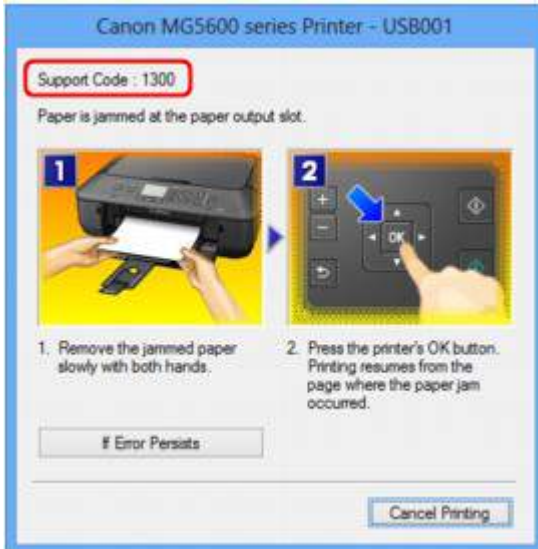 Canon MG5600 series Printer - USB001
Support Code : 1300
Paper is jammed at the paper output slot.
1
2
+
-
OK
1. Remove the jammed paper
slowly with both hands.
2. Press the printer's OK button.
Printing resumes from the
page where the paper jam
occurred.
If Error Persists
Cancel Printing